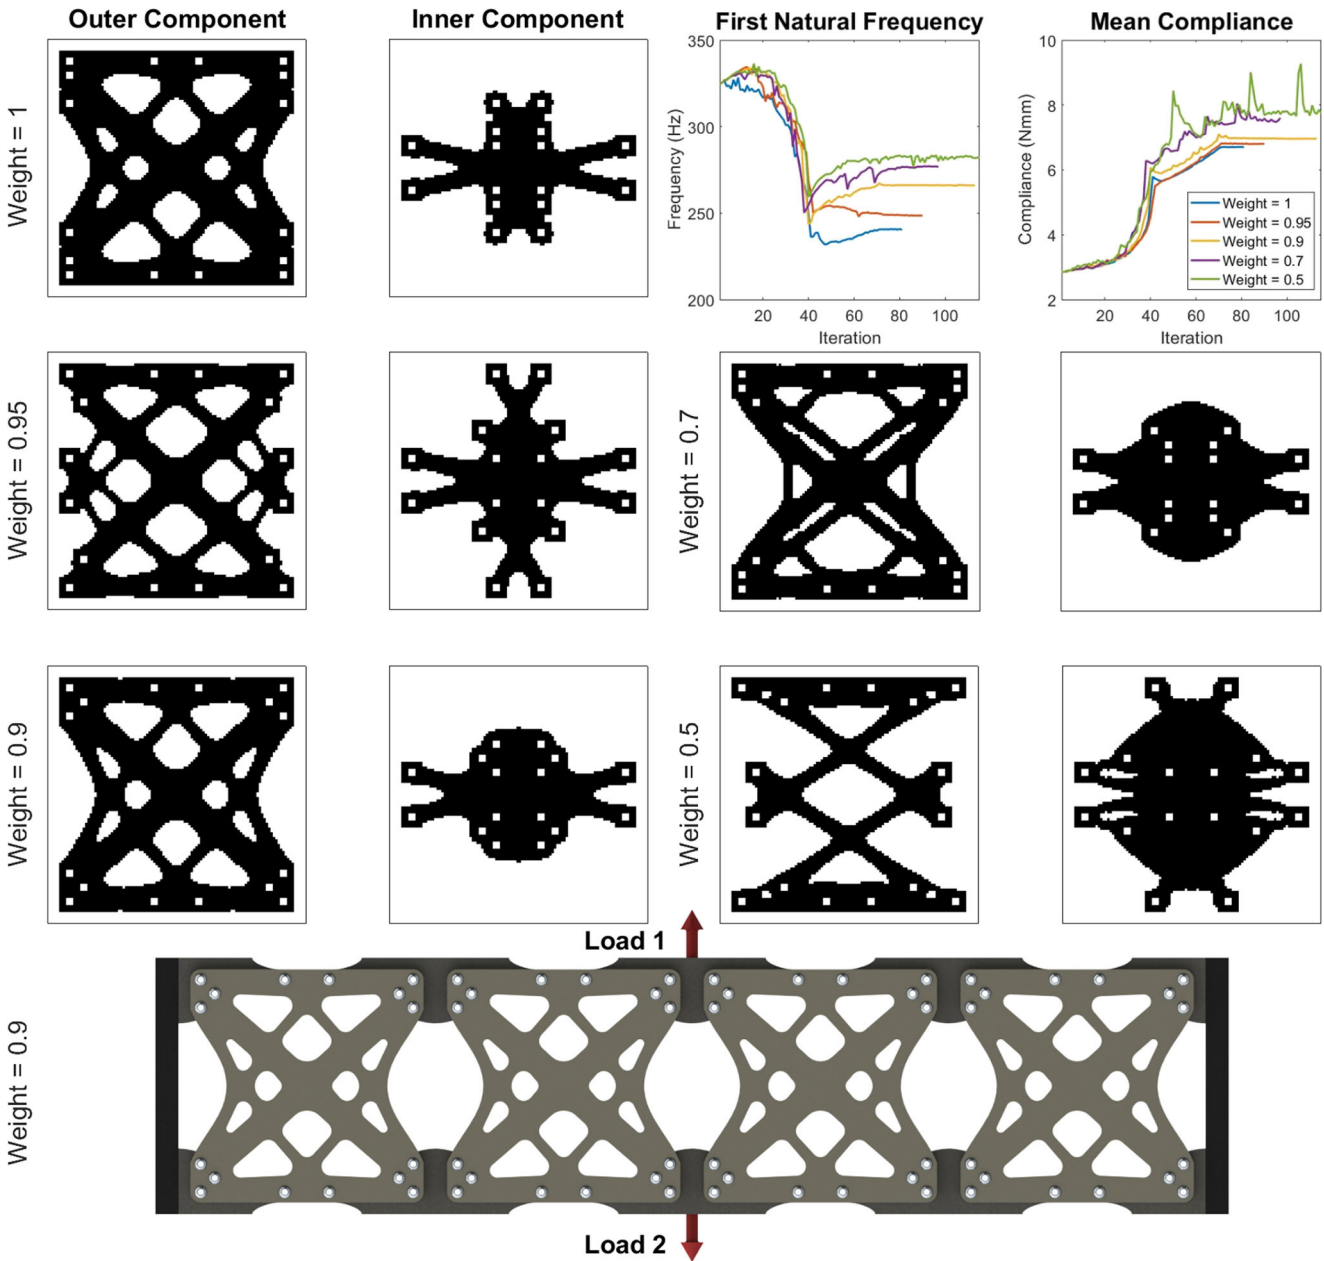 Outer Component
Inner Component
First Natural Frequency
Mean Compliance
Weight = 1
350
300
250
200
Frequency (Hz)
20 40 60 80 100
Iteration
10
8
6
4
2
Compliance (Nmm)
Weight = 1
Weight = 0.95
Weight = 0.9
Weight = 0.7
Weight = 0.5
20 40 60 80 100
Iteration
Weight = 0.95
Weight = 0.7
Weight = 0.9
Weight = 0.5
Load 1
Weight = 0.9
Load 2